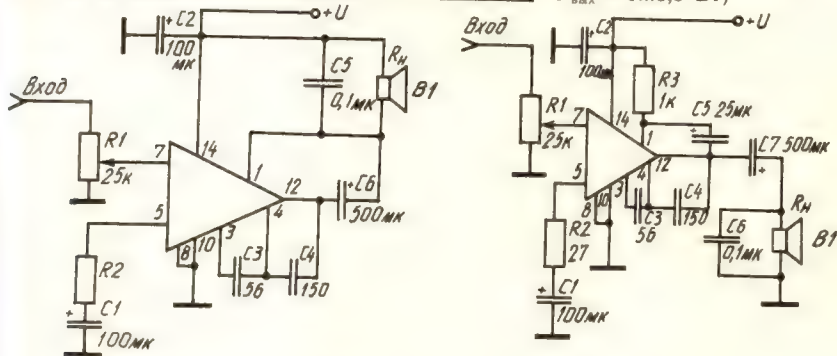 вых
+U
+ C2
100
мк
Вход
R1
25к
7
14
5
1
12
4
3
10
8
C5
0,1мк
Rн
B1
+ C6
500мк
C3
56
C4
150
R2
C1
+
100мк
+U
+ C2
100мк
R3
1к
Вход
R1
25к
7
14
5
1
12
4
3
10
8
C5 25мк
+
C7 500мк
+
C3
56
C4
150
C6
0,1мк
Rн
B1
R2
27
C1
+
100мк